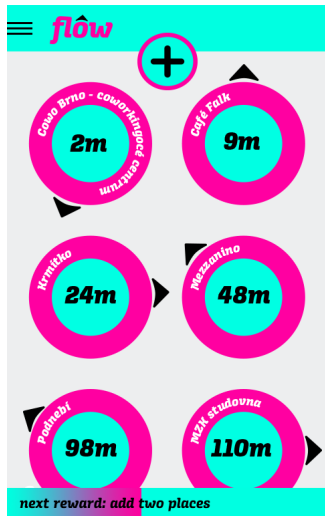 flôw
Cowo Brno - coworkingocé centrum
2m
Café Falk
9m
Krmítko
24m
Mezzanino
48m
Podnebí
98m
MZK studovna
110m
next reward: add two places